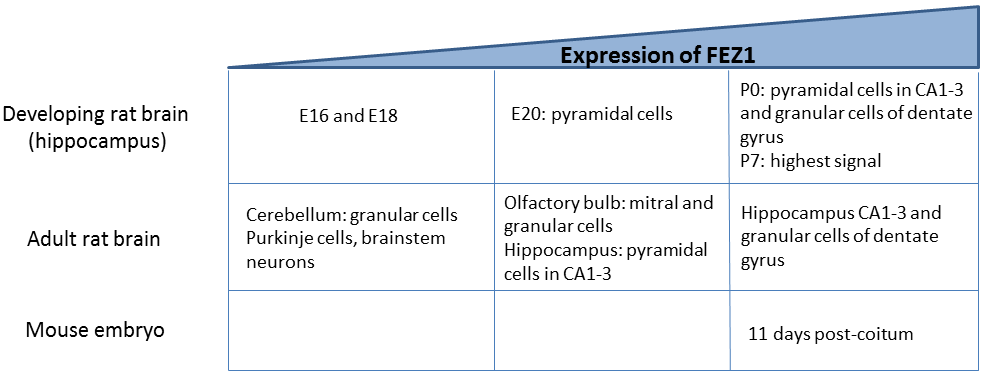 Expression of FEZ1
Developing rat brain
(hippocampus)
E16 and E18
E20: pyramidal cells
P0: pyramidal cells in CA1-3
and granular cells of dentate
gyrus
P7: highest signal
Adult rat brain
Cerebellum: granular cells
Purkinje cells, brainstem
neurons
Olfactory bulb: mitral and
granular cells
Hippocampus: pyramidal
cells in CA1-3
Hippocampus CA1-3 and
granular cells of dentate
gyrus
Mouse embryo
11 days post-coitum